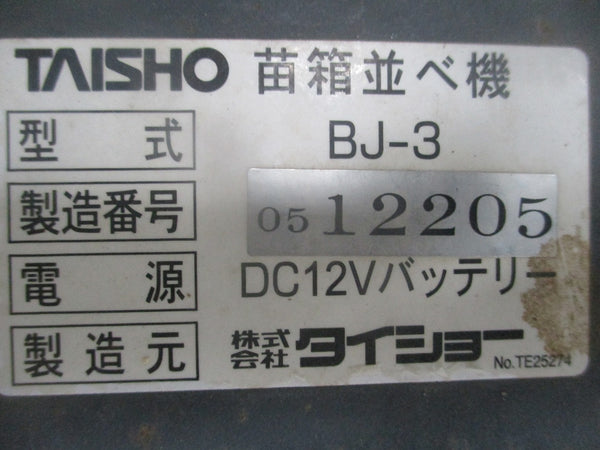 TAISHO 苗箱並べ機
型式 BJ-3
製造番号 0512205
電源 DC12Vバッテリー
製造元 株式会社タイショー
No.TE25274